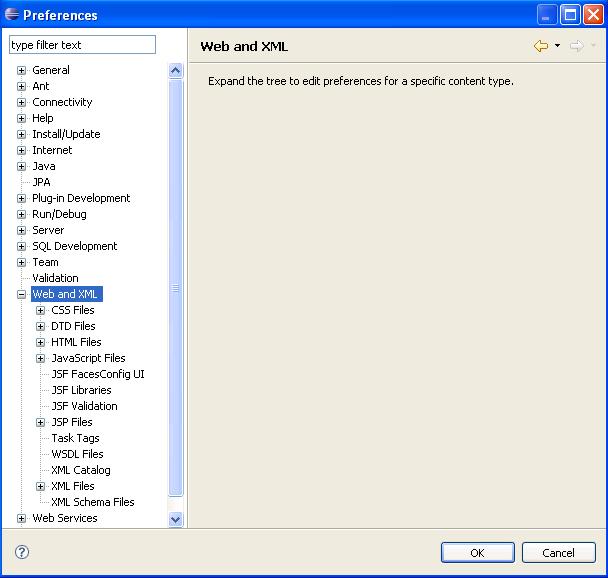 Preferences
type filter text
Web and XML
Expand the tree to edit preferences for a specific content type.
General
Ant
Connectivity
Help
Install/Update
Internet
Java
JPA
Plug-in Development
Run/Debug
Server
SQL Development
Team
Validation
Web and XML
CSS Files
DTD Files
HTML Files
JavaScript Files
JSF FacesConfig UI
JSF Libraries
JSF Validation
JSP Files
Task Tags
WSDL Files
XML Catalog
XML Files
XML Schema Files
Web Services
OK
Cancel